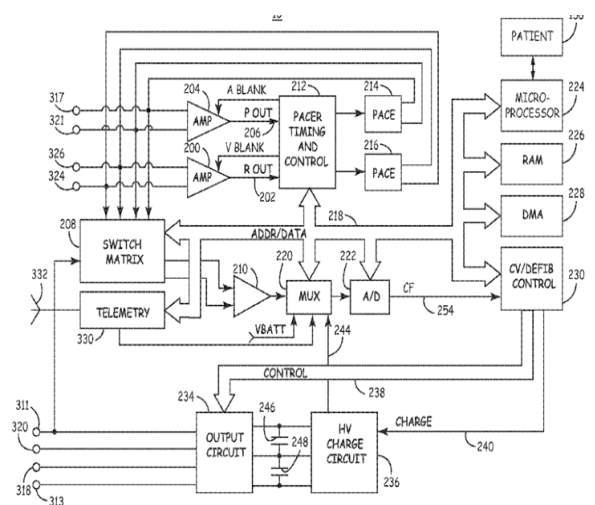 PATIENT
317
204
A BLANK
212
214
224
AMP
P OUT
PACER
TIMING
AND
CONTROL
PACE
MICRO-
PROCESSOR
321
206
326
200
V BLANK
216
226
324
AMP
R OUT
202
PACE
RAM
218
228
208
SWITCH
MATRIX
ADDR/DATA
DMA
332
210
220
222
CV/DEFIB
CONTROL
230
TELEMETRY
MUX
A/D
CF
254
330
VBATT
244
CONTROL
238
311
234
246
CHARGE
320
OUTPUT
CIRCUIT
248
HV
CHARGE
CIRCUIT
240
318
236
313